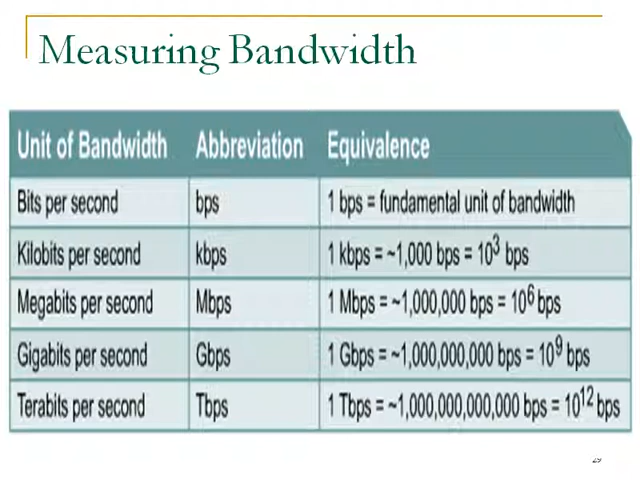 Measuring Bandwidth
Unit of Bandwidth Abbreviation Equivalence
Bits per second bps 1 bps = fundamental unit of bandwidth
Kilobits per second kbps 1 kbps = ~1,000 bps = 10³ bps
Megabits per second Mbps 1 Mbps = ~1,000,000 bps = 10⁶ bps
Gigabits per second Gbps 1 Gbps = ~1,000,000,000 bps = 10⁹ bps
Terabits per second Tbps 1 Tbps = ~1,000,000,000,000 bps = 10¹² bps